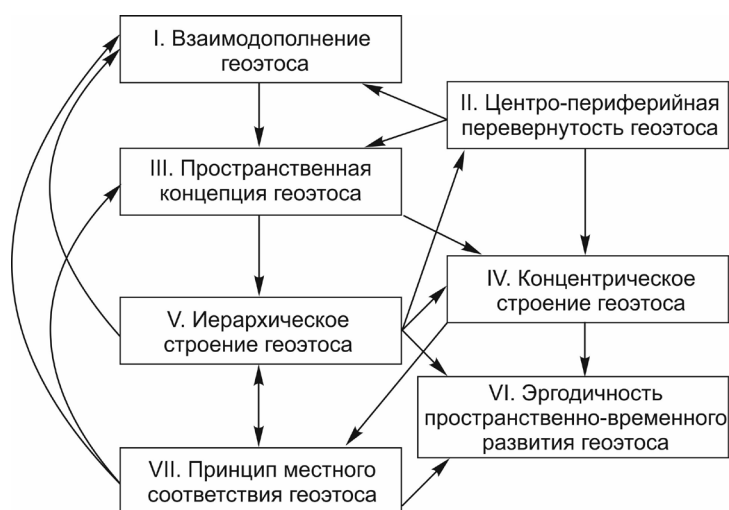 I. Взаимодополнение
геоэтоса
II. Центро-периферийная
перевернутость геоэтоса
III. Пространственная
концепция геоэтоса
IV. Концентрическое
строение геоэтоса
V. Иерархическое
строение геоэтоса
VI. Эргодичность
пространственно-временного
развития геоэтоса
VII. Принцип местного
соответствия геоэтоса